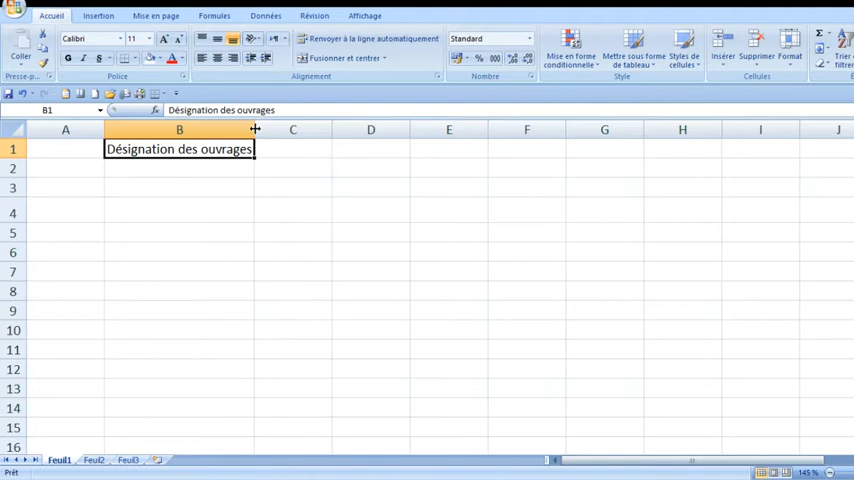 Accueil Insertion Mise en page Formules Données Révision Affichage
Calibri 11 Renvoyer à la ligne automatiquement Standard
Coller G I S Fusionner et centrer % 000 Mise en forme conditionnelle Mettre sous forme de tableau Styles de cellules Insérer Supprimer Format
Presse-p... Police Alignement Nombre Style Cellules
B1 fx Désignation des ouvrages
A B C D E F G H I J
1 Désignation des ouvrages
2
3
4
5
6
7
8
9
10
11
12
13
14
15
16
Feuil1 Feuil2 Feuil3
Prêt 145 %